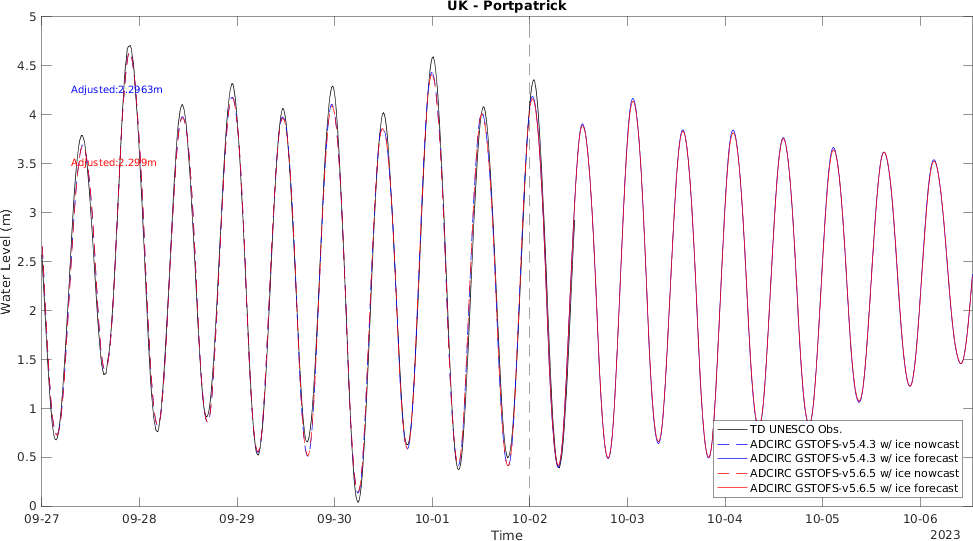 UK - Portpatrick
5
4.5
4
3.5
3
2.5
2
1.5
1
0.5
0
Water Level (m)
Adjusted:2.2963m
Adjusted:2.299m
TD UNESCO Obs.
ADCIRC GSTOFS-v5.4.3 w/ ice nowcast
ADCIRC GSTOFS-v5.4.3 w/ ice forecast
ADCIRC GSTOFS-v5.6.5 w/ ice nowcast
ADCIRC GSTOFS-v5.6.5 w/ ice forecast
09-27 09-28 09-29 09-30 10-01 10-02 10-03 10-04 10-05 10-06
Time
2023